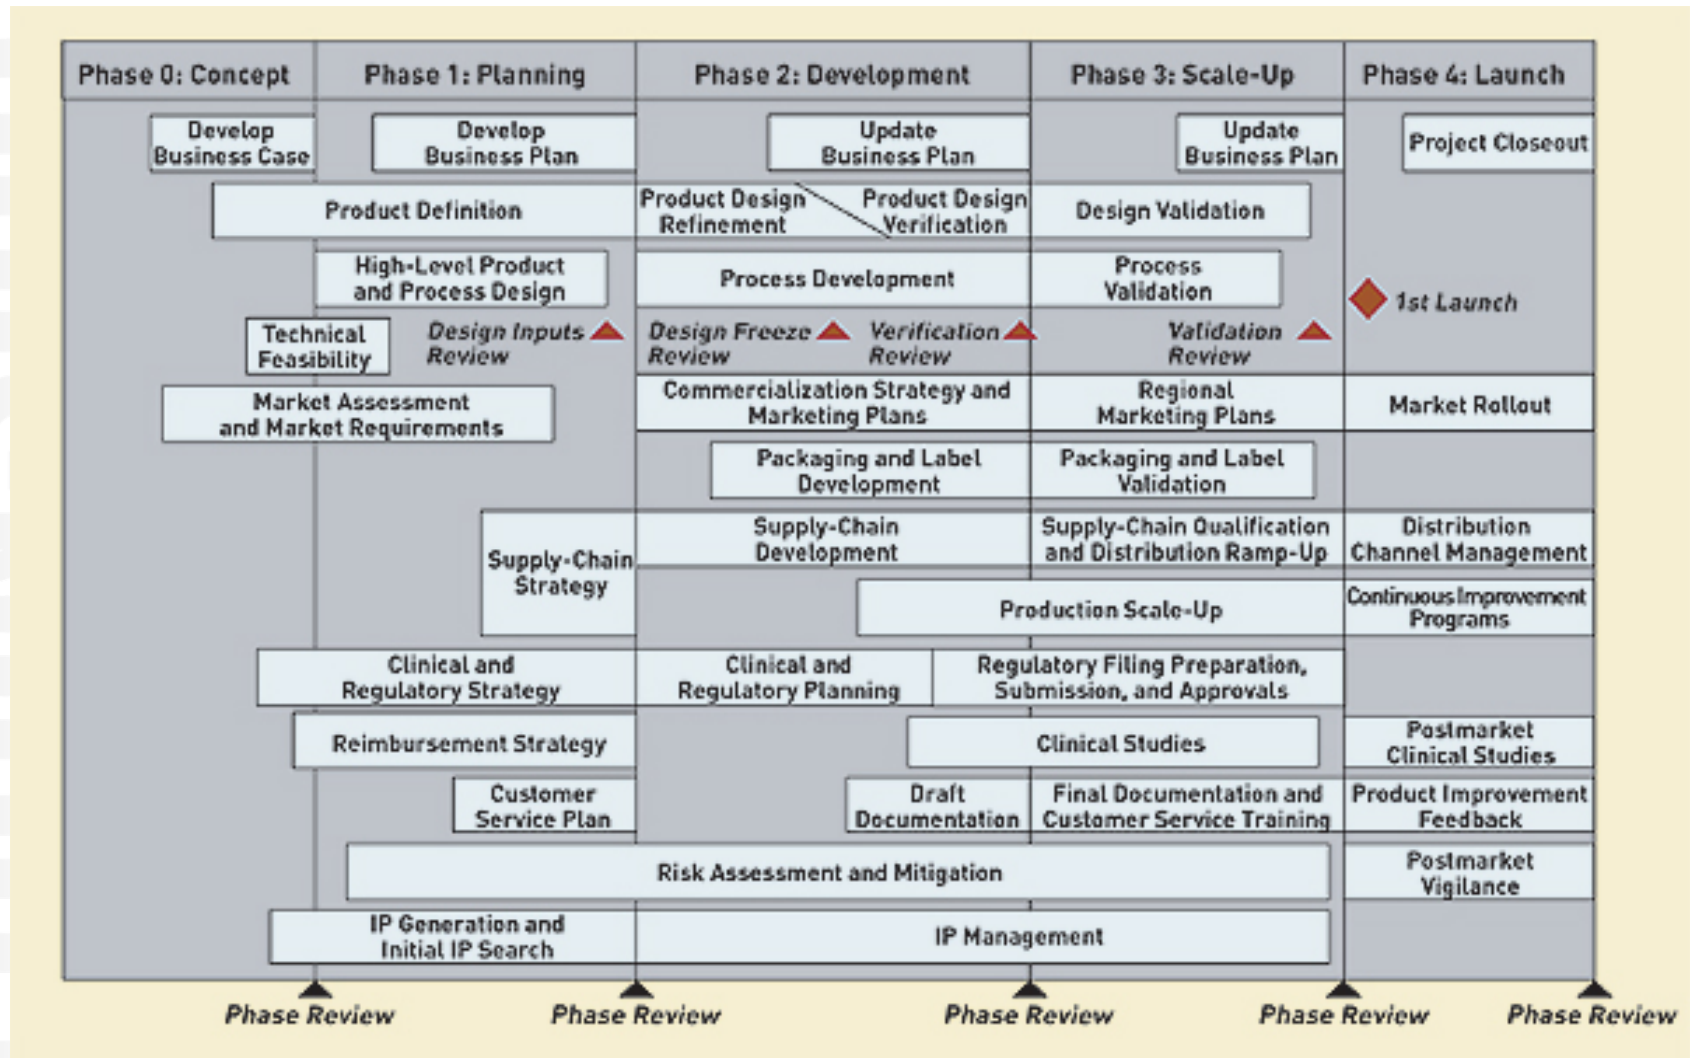 Phase 0: Concept
Phase 1: Planning
Phase 2: Development
Phase 3: Scale-Up
Phase 4: Launch
Develop
Business Case
Develop
Business Plan
Update
Business Plan
Update
Business Plan
Project Closeout
Product Definition
Product Design
Refinement
Product Design
Verification
Design Validation
High-Level Product
and Process Design
Process Development
Process
Validation
1st Launch
Technical
Feasibility
Design Inputs
Review
Design Freeze
Review
Verification
Review
Validation
Review
Market Assessment
and Market Requirements
Commercialization Strategy and
Marketing Plans
Regional
Marketing Plans
Market Rollout
Packaging and Label
Development
Packaging and Label
Validation
Supply-Chain
Strategy
Supply-Chain
Development
Supply-Chain Qualification
and Distribution Ramp-Up
Distribution
Channel Management
Production Scale-Up
Continuous Improvement
Programs
Clinical and
Regulatory Strategy
Clinical and
Regulatory Planning
Regulatory Filing Preparation,
Submission, and Approvals
Reimbursement Strategy
Clinical Studies
Postmarket
Clinical Studies
Customer
Service Plan
Draft
Documentation
Final Documentation and
Customer Service Training
Product Improvement
Feedback
Risk Assessment and Mitigation
Postmarket
Vigilance
IP Generation and
Initial IP Search
IP Management
Phase Review
Phase Review
Phase Review
Phase Review
Phase Review